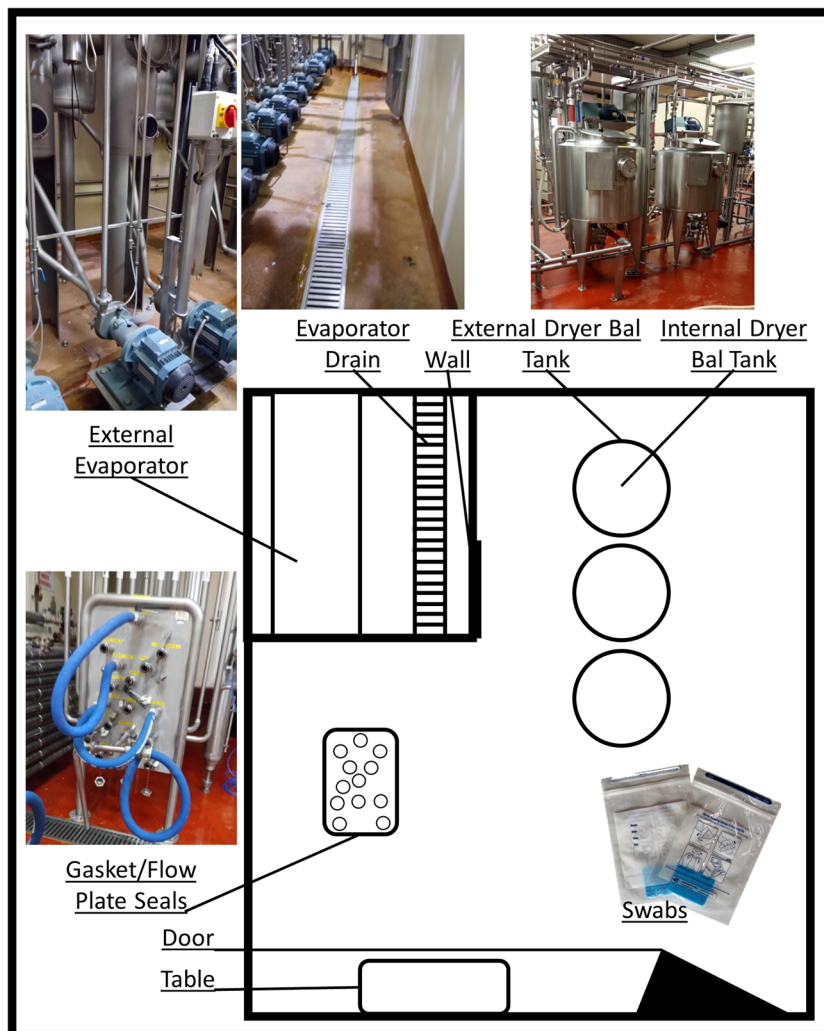 Evaporator
Drain
Wall
External Dryer Bal
Tank
Internal Dryer
Bal Tank
External
Evaporator
Gasket/Flow
Plate Seals
Swabs
Door
Table